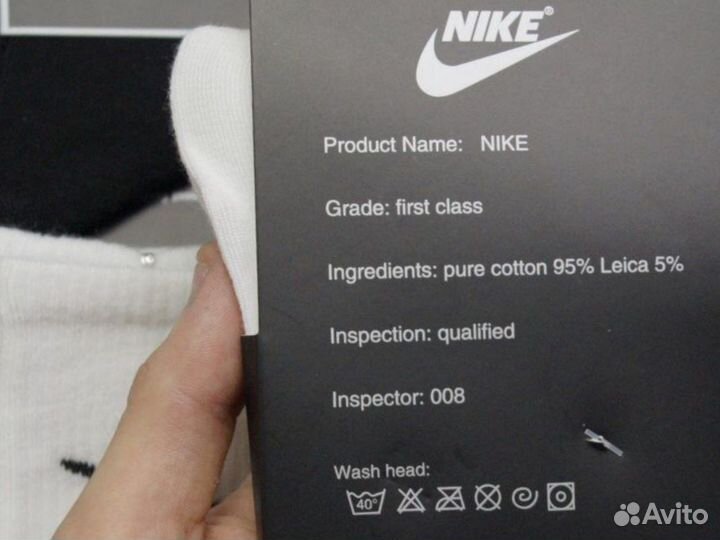 NIKE®
Product Name: NIKE
Grade: first class
Ingredients: pure cotton 95% Leica 5%
Inspection: qualified
Inspector: 008
Wash head:
40°
Avito